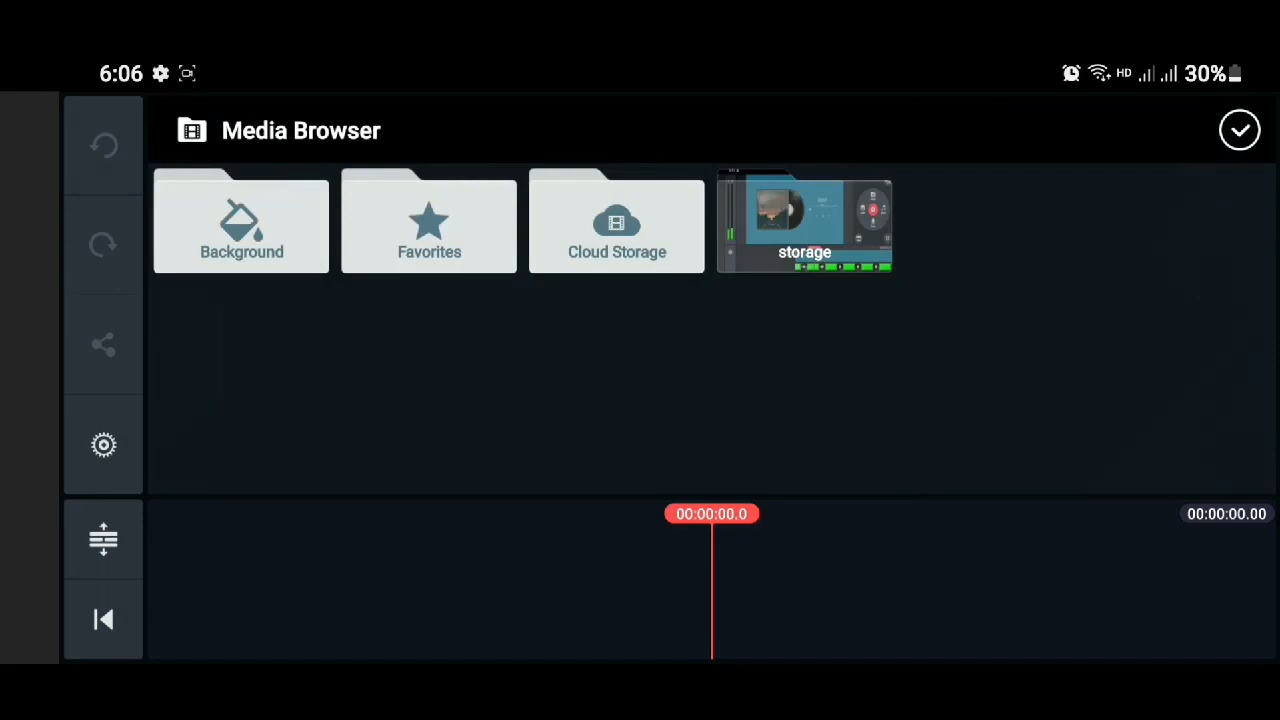 6:06
HD
30%
Media Browser
Background
Favorites
Cloud Storage
storage
00:00:00.0
00:00:00.00